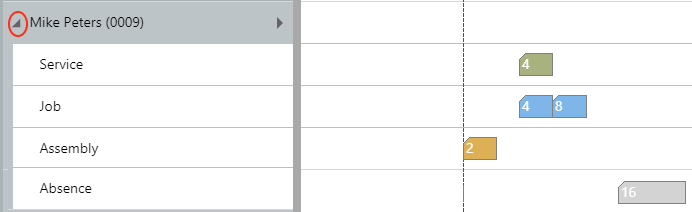 Mike Peters (0009)
Service 4
Job 4 8
Assembly 2
Absence 16